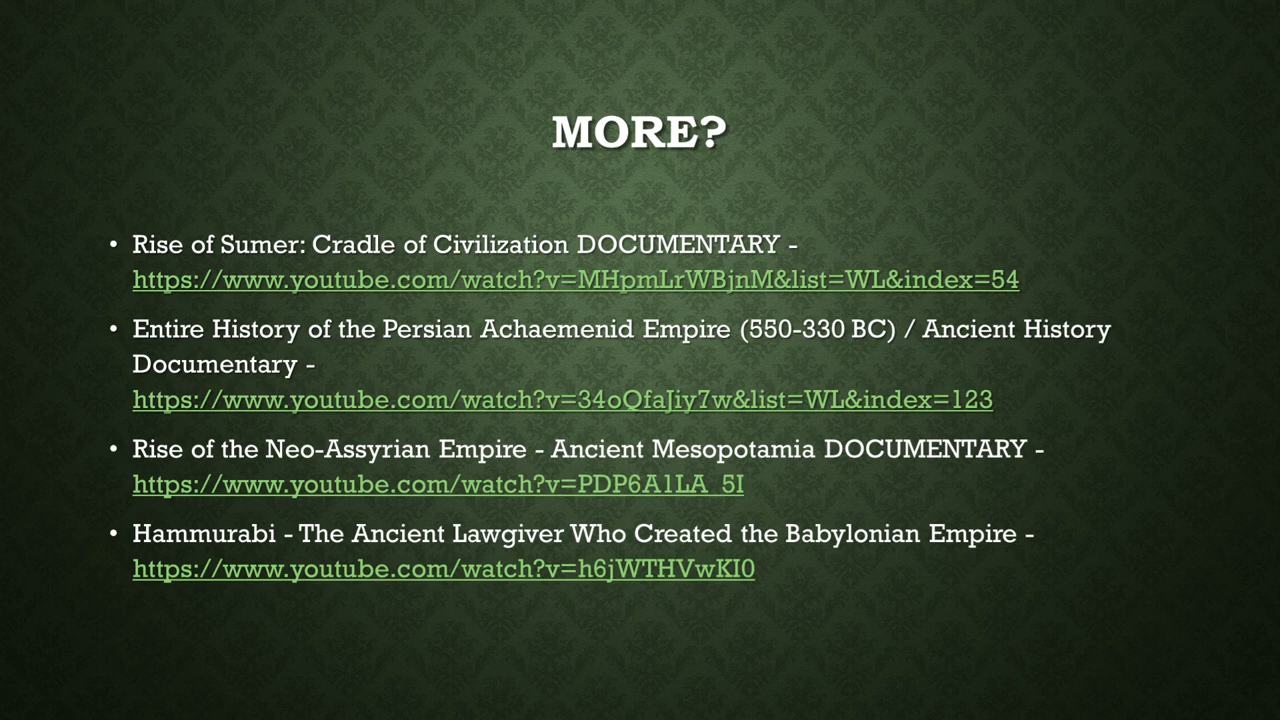 MORE?
• Rise of Sumer: Cradle of Civilization DOCUMENTARY -
https://www.youtube.com/watch?v=MHpmLrWBjnM&list=WL&index=54
• Entire History of the Persian Achaemenid Empire (550-330 BC) / Ancient History
Documentary -
https://www.youtube.com/watch?v=34oQfaJiy7w&list=WL&index=123
• Rise of the Neo-Assyrian Empire - Ancient Mesopotamia DOCUMENTARY -
https://www.youtube.com/watch?v=PDP6A1LA_5I
• Hammurabi - The Ancient Lawgiver Who Created the Babylonian Empire -
https://www.youtube.com/watch?v=h6jWTHVwKI0